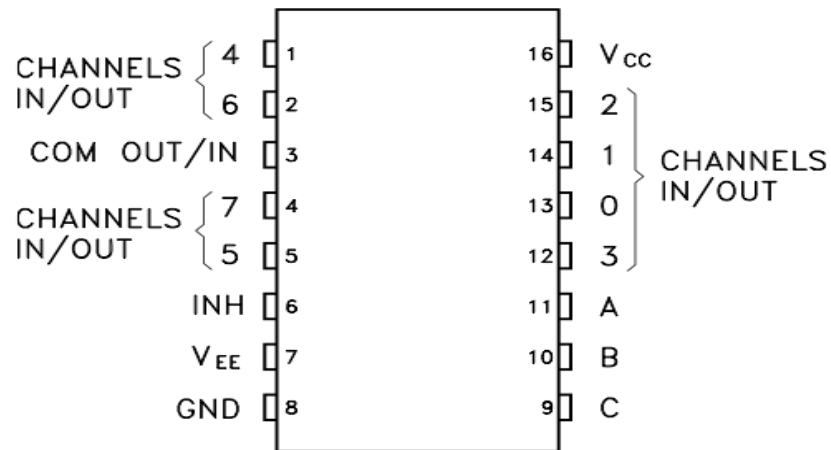 4 1 16 VCC
CHANNELS
IN/OUT
6 2 15 2
COM OUT/IN 3 14 1
CHANNELS
IN/OUT
7 4 13 0
CHANNELS
IN/OUT
5 5 12 3
INH 6 11 A
VEE 7 10 B
GND 8 9 C